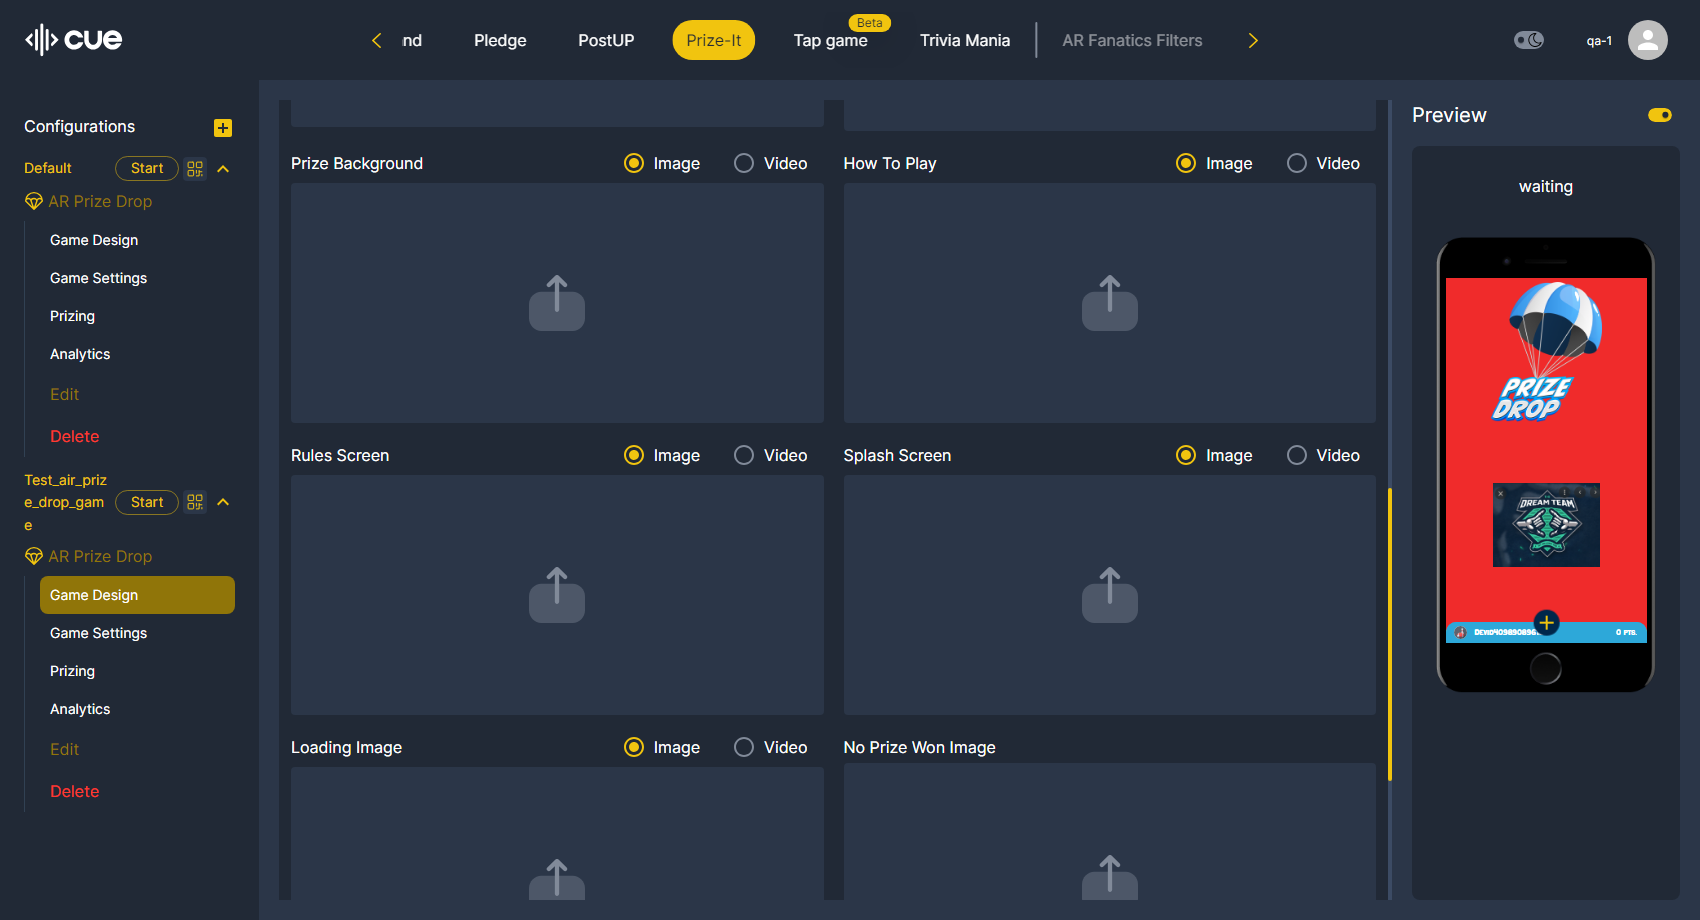 cue
nd
Pledge
PostUP
Prize-It
Beta
Tap game
Trivia Mania
AR Fanatics Filters
qa-1
Configurations
Default
Start
AR Prize Drop
Game Design
Game Settings
Prizing
Analytics
Edit
Delete
Test_air_priz
e_drop_gam
e
Start
AR Prize Drop
Game Design
Game Settings
Prizing
Analytics
Edit
Delete
Prize Background
Image
Video
How To Play
Image
Video
Rules Screen
Image
Video
Splash Screen
Image
Video
Loading Image
Image
Video
No Prize Won Image
Preview
waiting
PRIZE
DROP
DREAM TEAM
0 PTS.